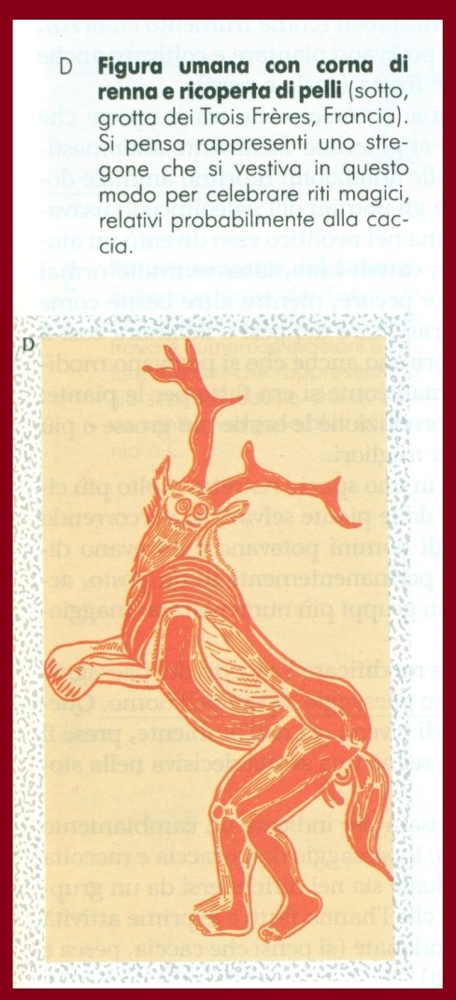 D Figura umana con corna di
renna e ricoperta di pelli (sotto,
grotta dei Trois Frères, Francia).
Si pensa rappresenti uno stre-
gone che si vestiva in questo
modo per celebrare riti magici,
relativi probabilmente alla cac-
cia.
D